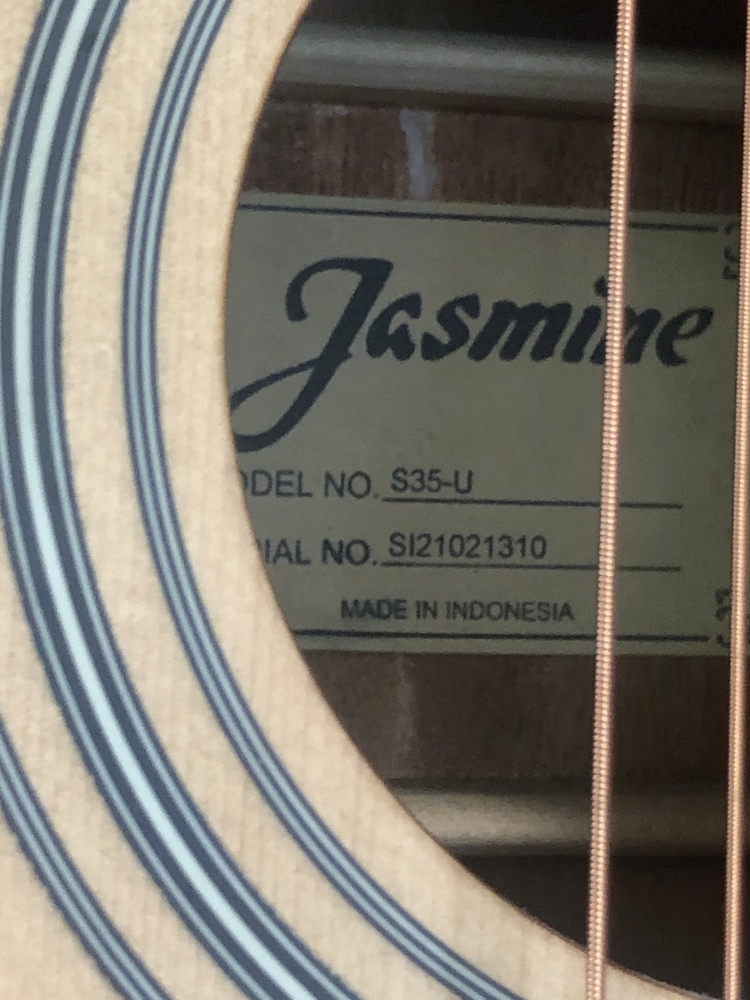 Jasmine
ODEL NO. S35-U
IAL NO. SI21021310
MADE IN INDONESIA